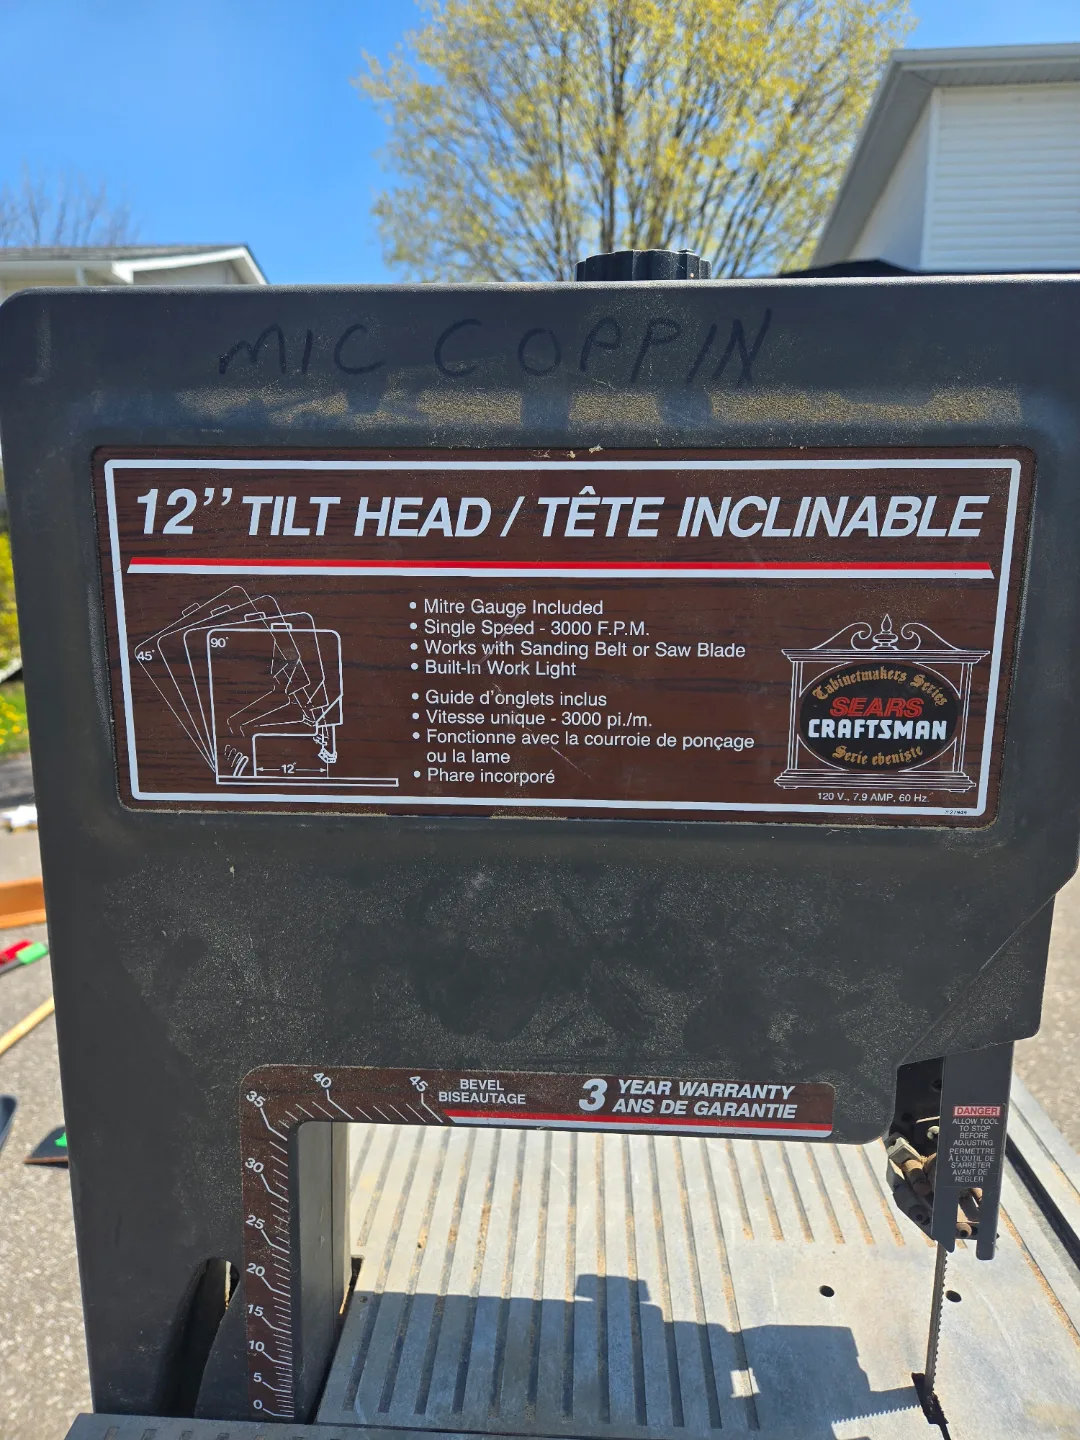 MIC COPPIN
12" TILT HEAD / TÊTE INCLINABLE
• Mitre Gauge Included
• Single Speed - 3000 F.P.M.
• Works with Sanding Belt or Saw Blade
• Built-In Work Light
• Guide d'onglets inclus
• Vitesse unique - 3000 pi./m.
• Fonctionne avec la courroie de ponçage
ou la lame
• Phare incorporé
45°
90°
12"
Cabinetmakers Series
SEARS
CRAFTSMAN
Serie ebeniste
120 V., 7.9 AMP, 60 Hz.
BEVEL
BISEAUTAGE
3 YEAR WARRANTY
ANS DE GARANTIE
45
40
35
30
25
20
15
10
5
0
DANGER
ALLOW TOOL
TO STOP
BEFORE
ADJUSTING
PERMETTRE
À L'OUTIL DE
S'ARRÊTER
AVANT DE
RÉGLER